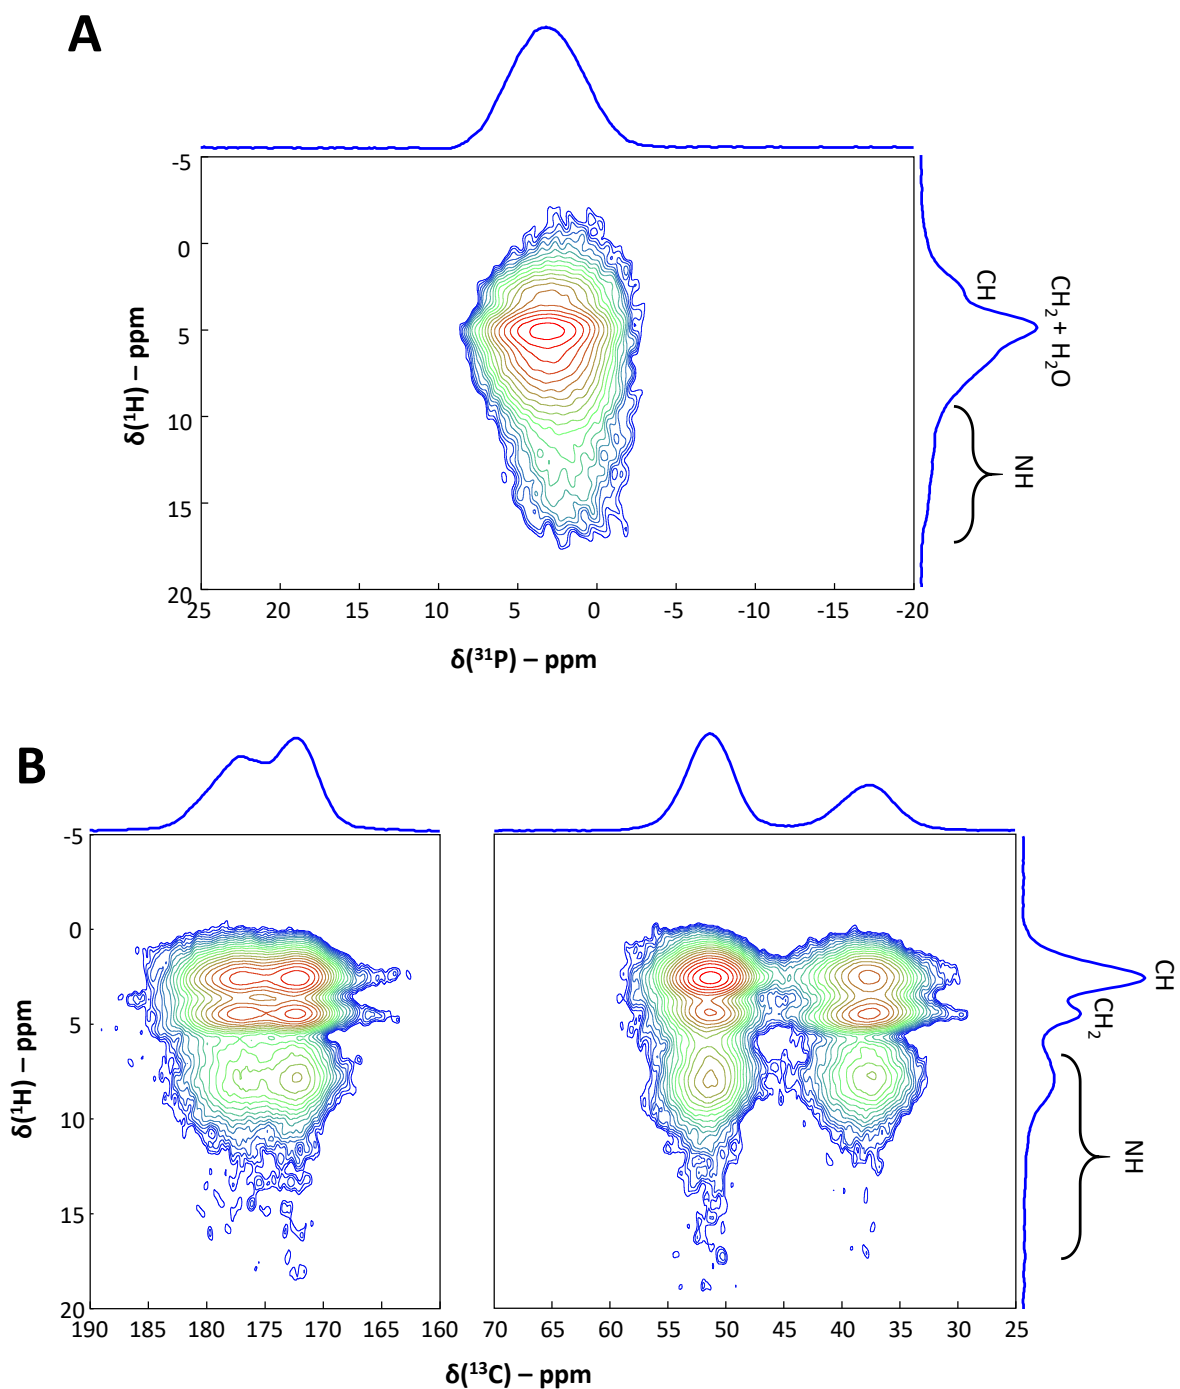 A
-5
0
5
10
15
20
δ(¹H) – ppm
25 20 15 10 5 0 -5 -10 -15 -20
δ(³¹P) – ppm
CH
CH₂ + H₂O
NH
B
-5
0
5
10
15
20
δ(¹H) – ppm
190 185 180 175 170 165 160
70 65 60 55 50 45 40 35 30 25
δ(¹³C) – ppm
CH
CH₂
NH